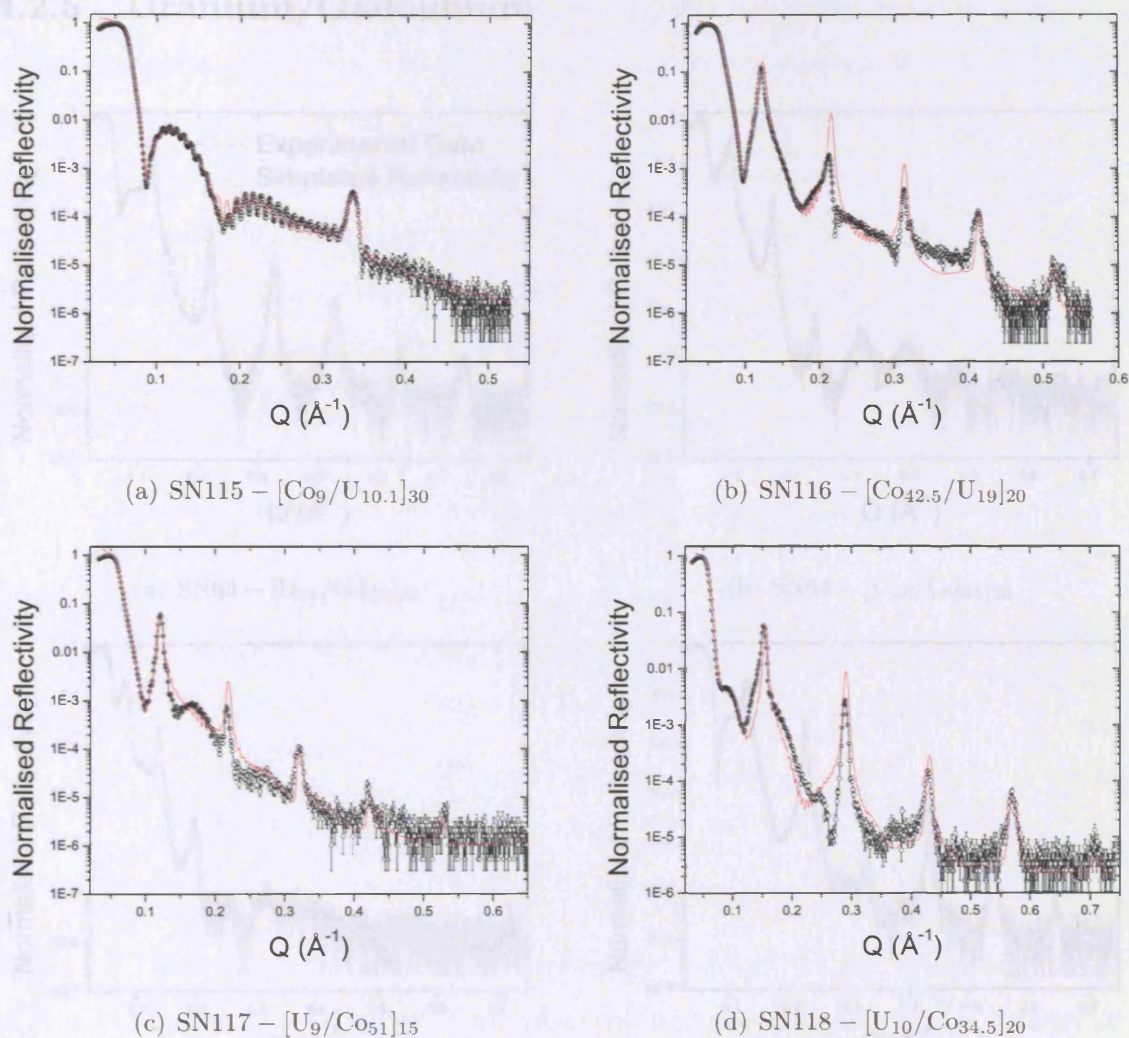 Normalised Reflectivity
1
0.1
0.01
1E-3
1E-4
1E-5
1E-6
1E-7
0.1 0.2 0.3 0.4 0.5
Q (Å⁻¹)
(a) SN115 – [Co₉/U₁₀.₁]₃₀
Normalised Reflectivity
1
0.1
0.01
1E-3
1E-4
1E-5
1E-6
1E-7
0.1 0.2 0.3 0.4 0.5 0.6
Q (Å⁻¹)
(b) SN116 – [Co₄₂.₅/U₁₉]₂₀
Normalised Reflectivity
1
0.1
0.01
1E-3
1E-4
1E-5
1E-6
1E-7
0.1 0.2 0.3 0.4 0.5 0.6
Q (Å⁻¹)
(c) SN117 – [U₉/Co₅₁]₁₅
Normalised Reflectivity
1
0.1
0.01
1E-3
1E-4
1E-5
1E-6
0.1 0.2 0.3 0.4 0.5 0.6 0.7
Q (Å⁻¹)
(d) SN118 – [U₁₀/Co₃₄.₅]₂₀